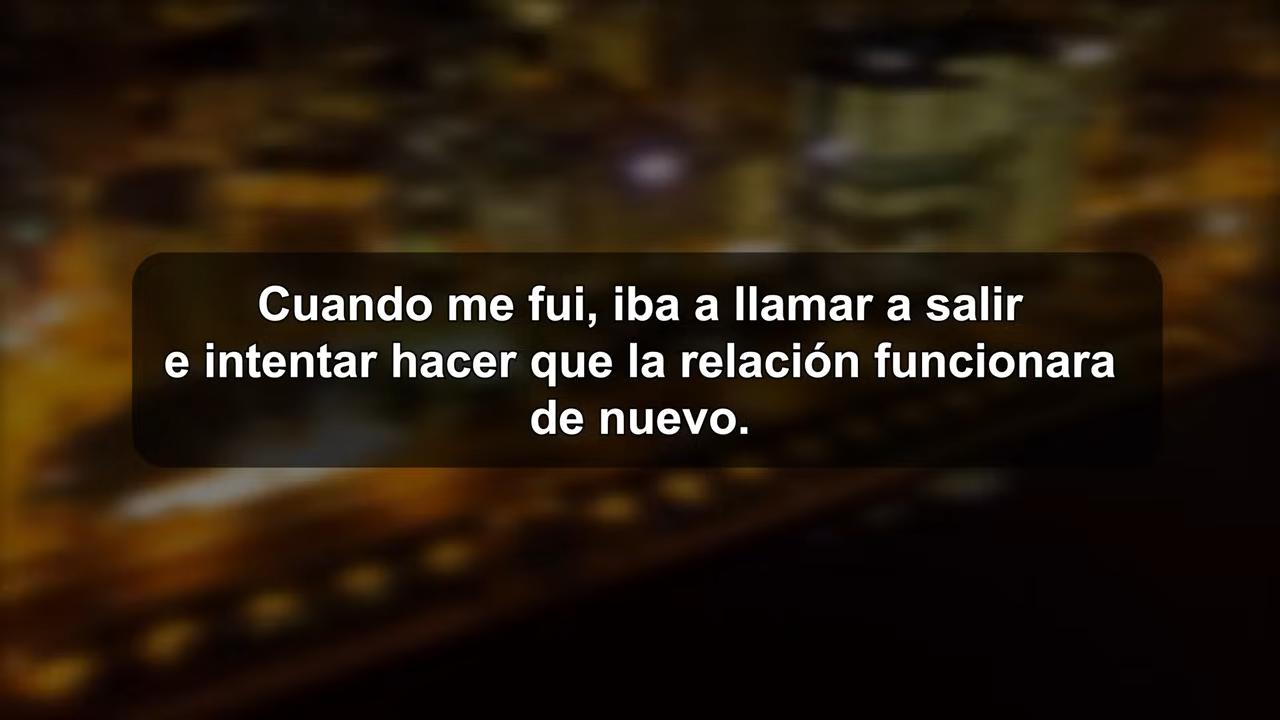 Cuando me fui, iba a llamar a salir
e intentar hacer que la relación funcionara
de nuevo.